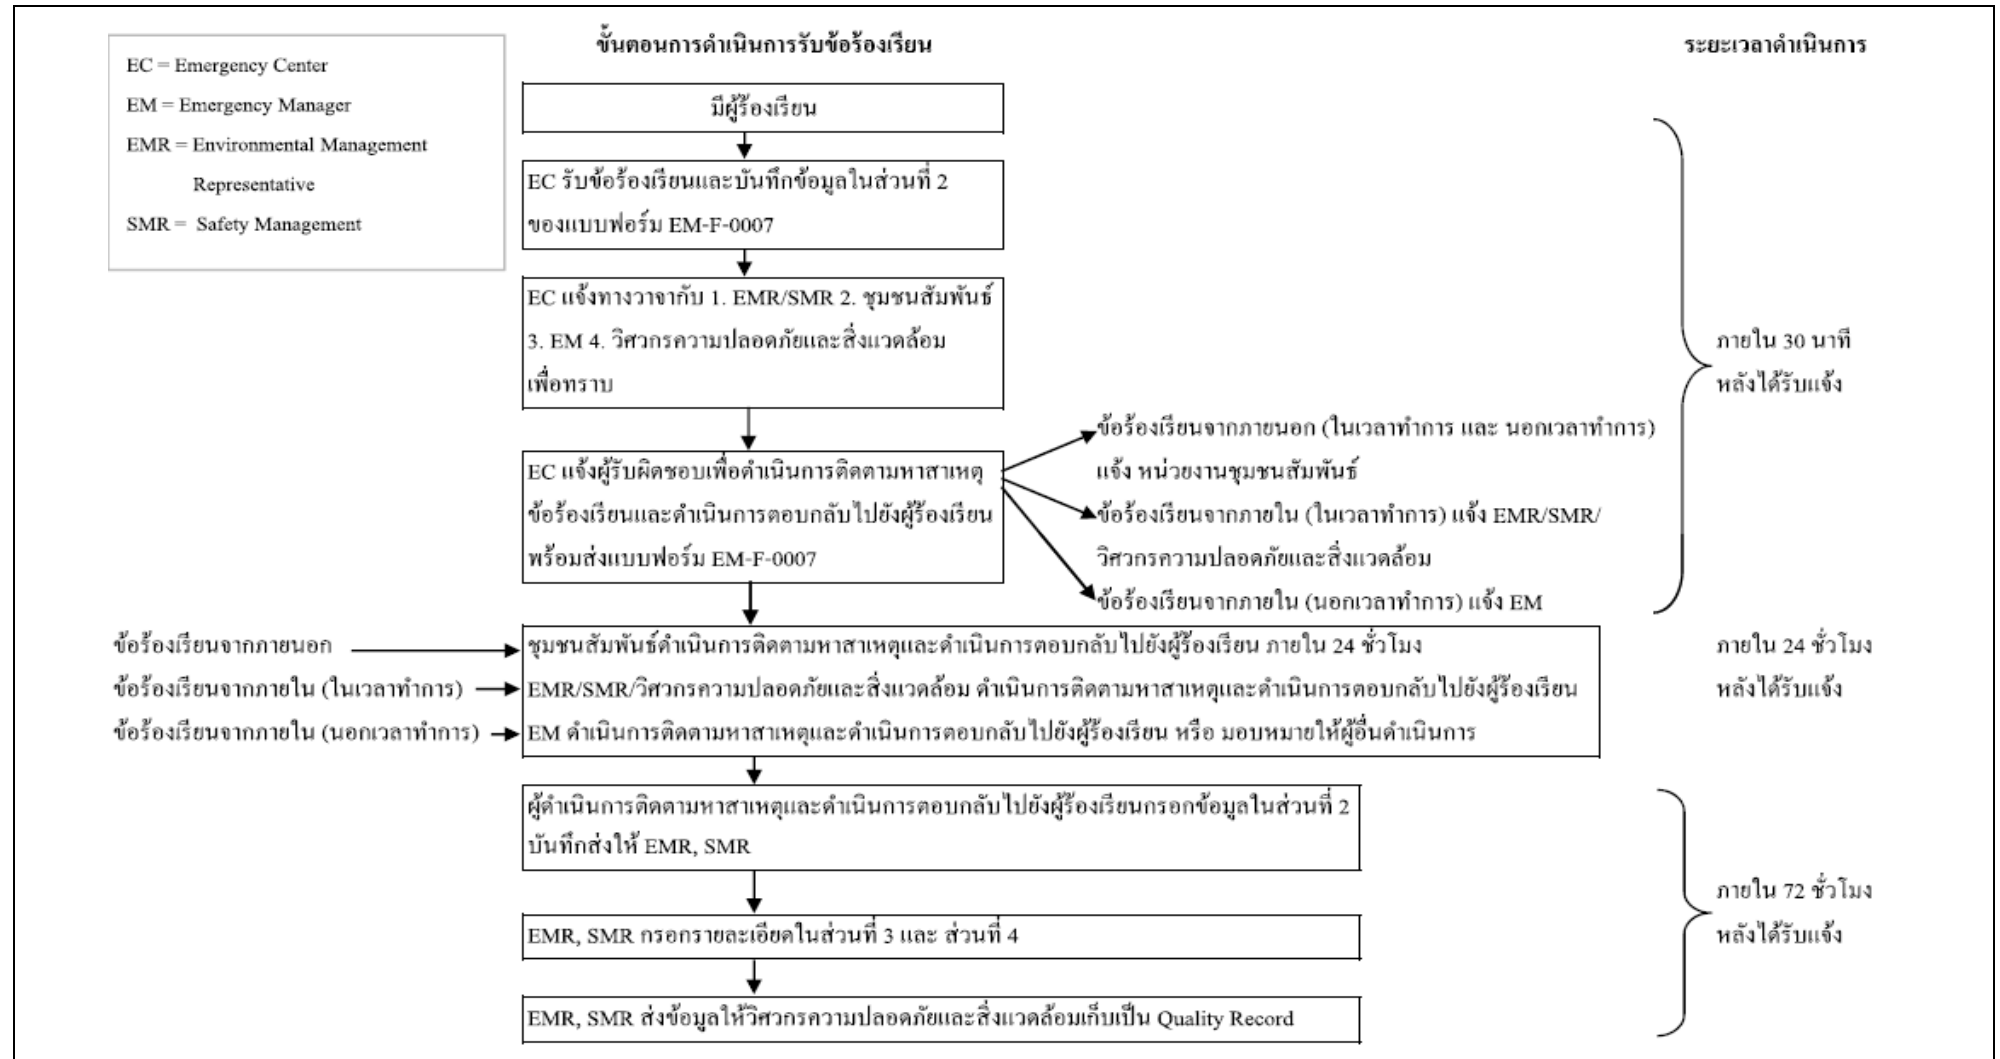 EC = Emergency Center
EM = Emergency Manager
EMR = Environmental Management
Representative
SMR = Safety Management
ขั้นตอนการดำเนินการรับข้อร้องเรียน
ระยะเวลาดำเนินการ
มีผู้ร้องเรียน
EC รับข้อร้องเรียนและบันทึกข้อมูลในส่วนที่ 2
ของแบบฟอร์ม EM-F-0007
EC แจ้งทางวาจากับ 1. EMR/SMR 2. ชุมชนสัมพันธ์
3. EM 4. วิศวกรความปลอดภัยและสิ่งแวดล้อม
เพื่อทราบ
ภายใน 30 นาที
หลังได้รับแจ้ง
EC แจ้งผู้รับผิดชอบเพื่อดำเนินการติดตามหาสาเหตุ
ข้อร้องเรียนและดำเนินการตอบกลับไปยังผู้ร้องเรียน
พร้อมส่งแบบฟอร์ม EM-F-0007
ข้อร้องเรียนจากภายนอก (ในเวลาทำการ และ นอกเวลาทำการ)
แจ้ง หน่วยงานชุมชนสัมพันธ์
ข้อร้องเรียนจากภายใน (ในเวลาทำการ) แจ้ง EMR/SMR/
วิศวกรความปลอดภัยและสิ่งแวดล้อม
ข้อร้องเรียนจากภายใน (นอกเวลาทำการ) แจ้ง EM
ข้อร้องเรียนจากภายนอก
ข้อร้องเรียนจากภายใน (ในเวลาทำการ)
ข้อร้องเรียนจากภายใน (นอกเวลาทำการ)
ชุมชนสัมพันธ์ดำเนินการติดตามหาสาเหตุและดำเนินการตอบกลับไปยังผู้ร้องเรียน ภายใน 24 ชั่วโมง
EMR/SMR/วิศวกรความปลอดภัยและสิ่งแวดล้อม ดำเนินการติดตามหาสาเหตุและดำเนินการตอบกลับไปยังผู้ร้องเรียน
EM ดำเนินการติดตามหาสาเหตุและดำเนินการตอบกลับไปยังผู้ร้องเรียน หรือ มอบหมายให้ผู้อื่นดำเนินการ
ภายใน 24 ชั่วโมง
หลังได้รับแจ้ง
ผู้ดำเนินการติดตามหาสาเหตุและดำเนินการตอบกลับไปยังผู้ร้องเรียนกรอกข้อมูลในส่วนที่ 2
บันทึกส่งให้ EMR, SMR
EMR, SMR กรอกรายละเอียดในส่วนที่ 3 และ ส่วนที่ 4
ภายใน 72 ชั่วโมง
หลังได้รับแจ้ง
EMR, SMR ส่งข้อมูลให้วิศวกรความปลอดภัยและสิ่งแวดล้อมเก็บเป็น Quality Record